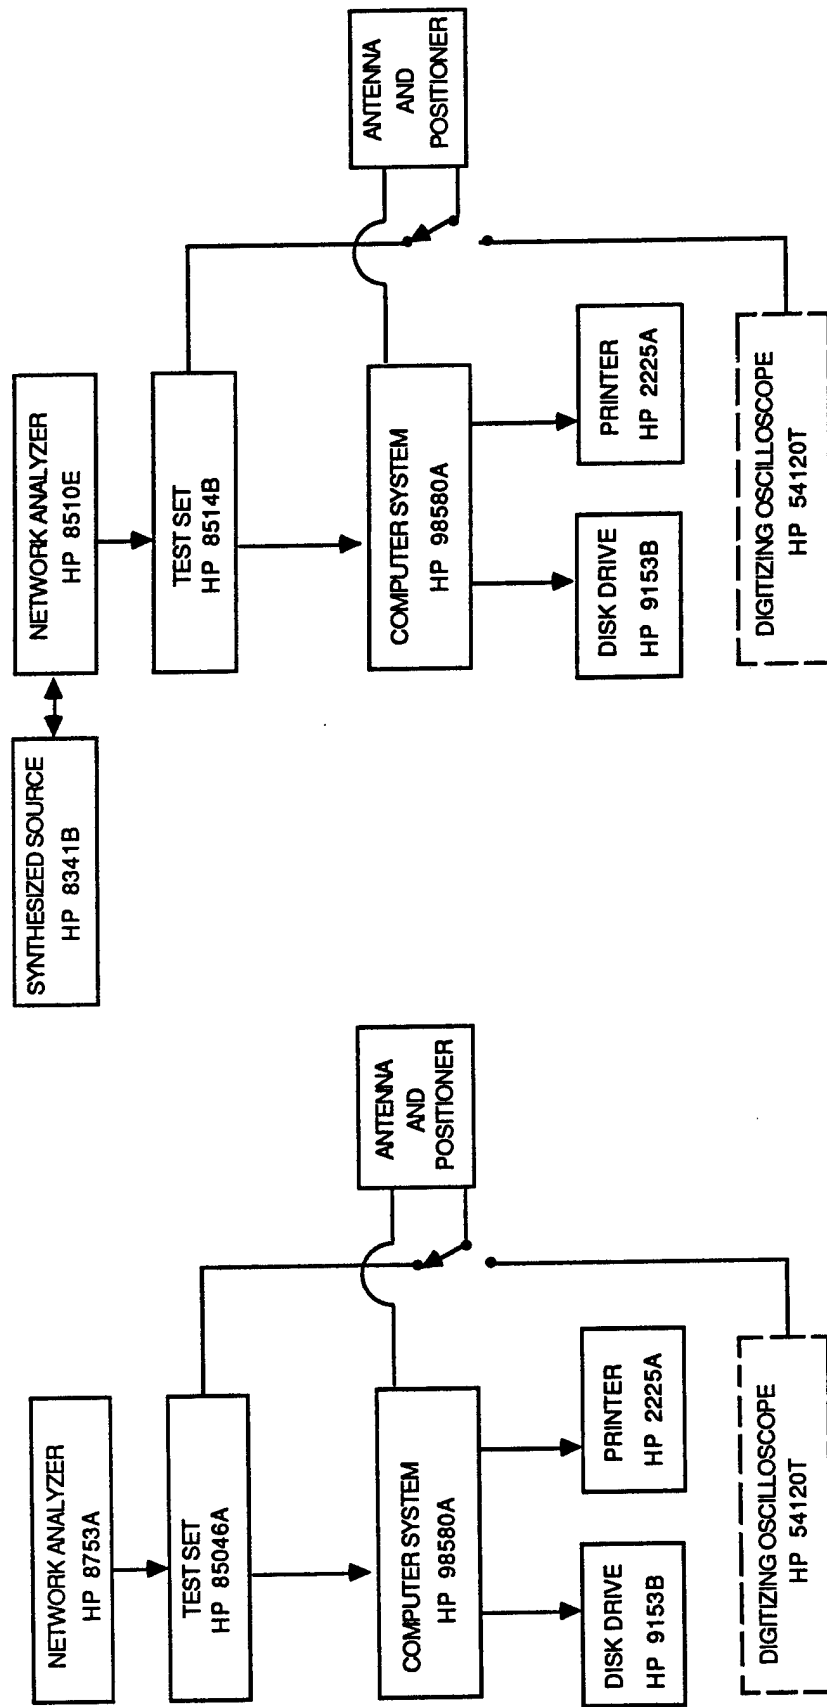 NETWORK ANALYZER
HP 8753A
TEST SET
HP 85046A
COMPUTER SYSTEM
HP 98580A
DISK DRIVE
HP 9153B
PRINTER
HP 2225A
DIGITIZING OSCILLOSCOPE
HP 54120T
ANTENNA
AND
POSITIONER
SYNTHESIZED SOURCE
HP 8341B
NETWORK ANALYZER
HP 8510E
TEST SET
HP 8514B
COMPUTER SYSTEM
HP 98580A
DISK DRIVE
HP 9153B
PRINTER
HP 2225A
DIGITIZING OSCILLOSCOPE
HP 54120T
ANTENNA
AND
POSITIONER